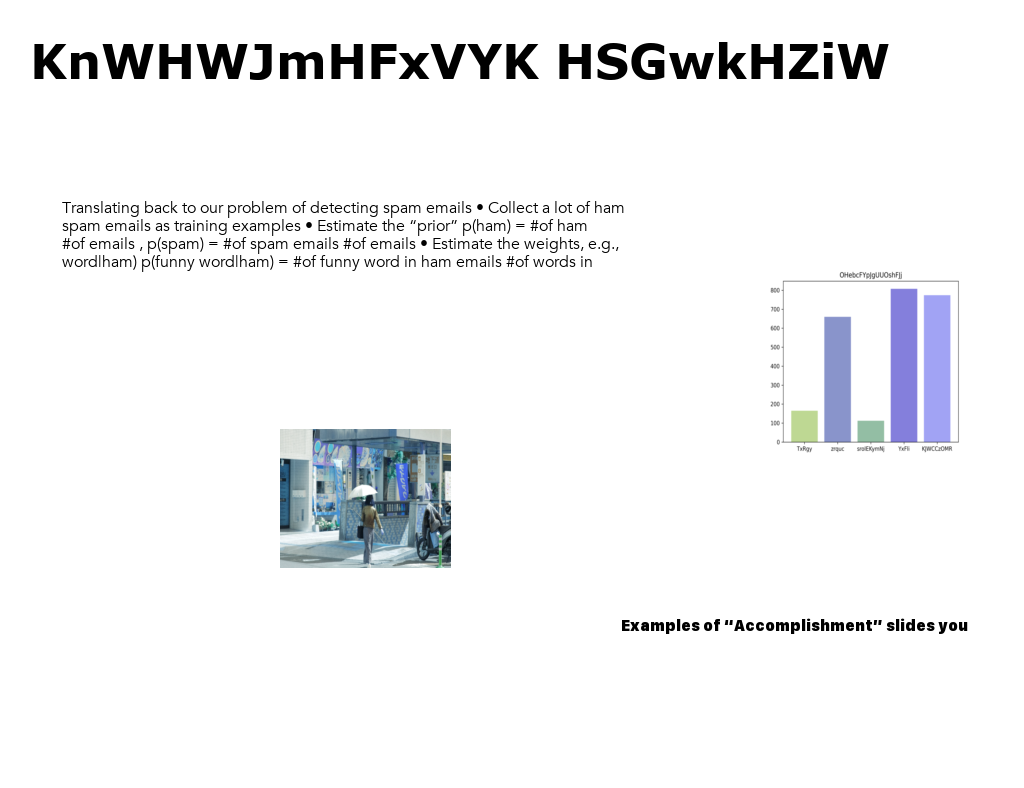 KnWHWJmHFxVYK HSGwkHZiW
Translating back to our problem of detecting spam emails • Collect a lot of ham
spam emails as training examples • Estimate the “prior” p(ham) = #of ham
#of emails , p(spam) = #of spam emails #of emails • Estimate the weights, e.g.,
wordlham) p(funny wordlham) = #of funny word in ham emails #of words in
OHebcFYpJgUUOshFJj
800
700
600
500
400
300
200
100
0
TxRgy zrquc srolEKymNj YxFli KJWCCzOMR
Examples of “Accomplishment” slides you